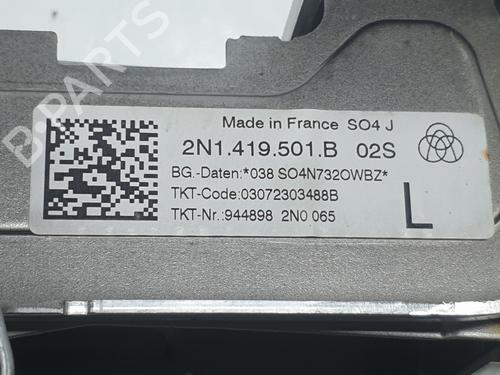 Made in France SO4 J
2N1.419.501.B 02S
BG.-Daten:*038 SO4N732OWBZ*
TKT-Code:03072303488B
TKT-Nr.:944898 2N0 065
L
B-PARTS